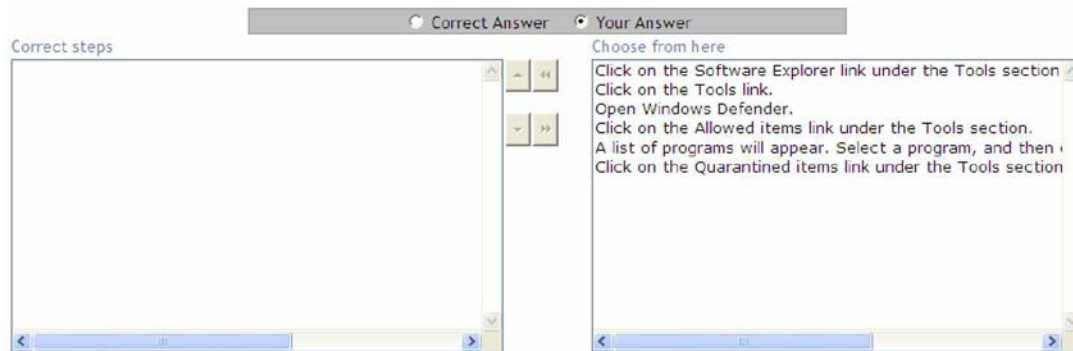 Correct Answer Your Answer
Correct steps
Choose from here
Click on the Software Explorer link under the Tools section
Click on the Tools link.
Open Windows Defender.
Click on the Allowed items link under the Tools section.
A list of programs will appear. Select a program, and then
Click on the Quarantined items link under the Tools section